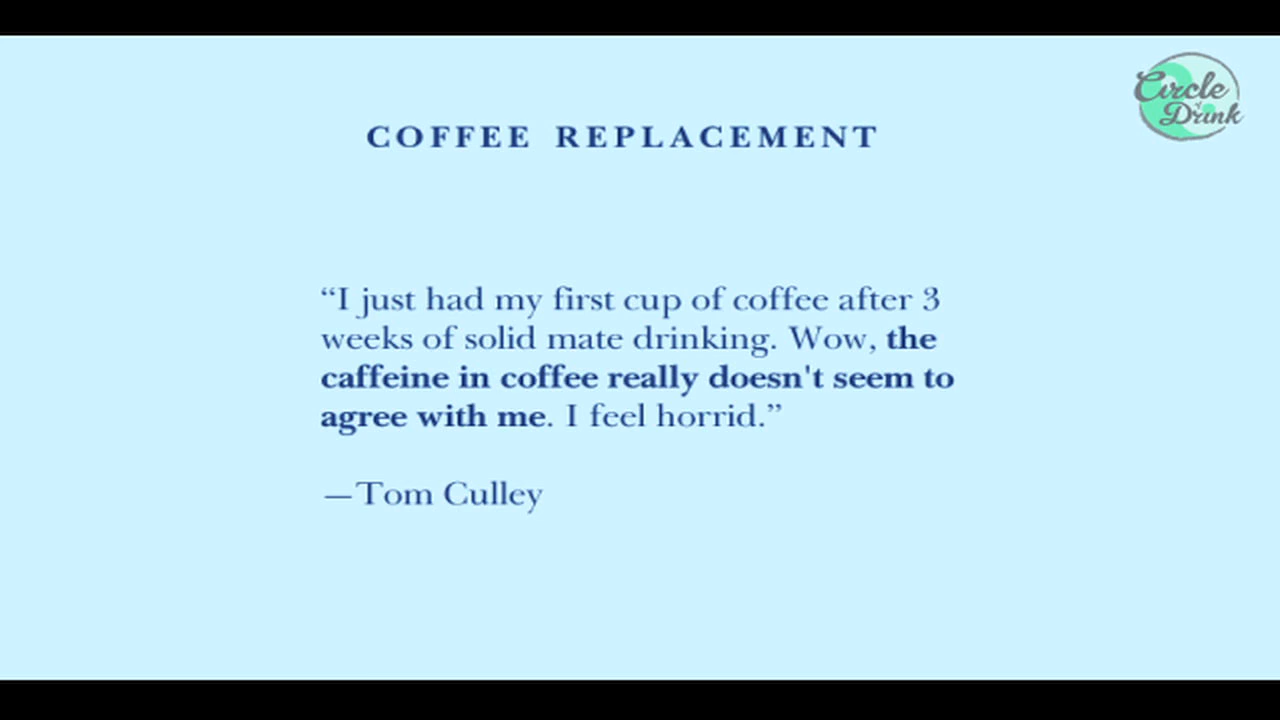 Circle of Drink
COFFEE REPLACEMENT
“I just had my first cup of coffee after 3
weeks of solid mate drinking. Wow, the
caffeine in coffee really doesn't seem to
agree with me. I feel horrid.”
—Tom Culley